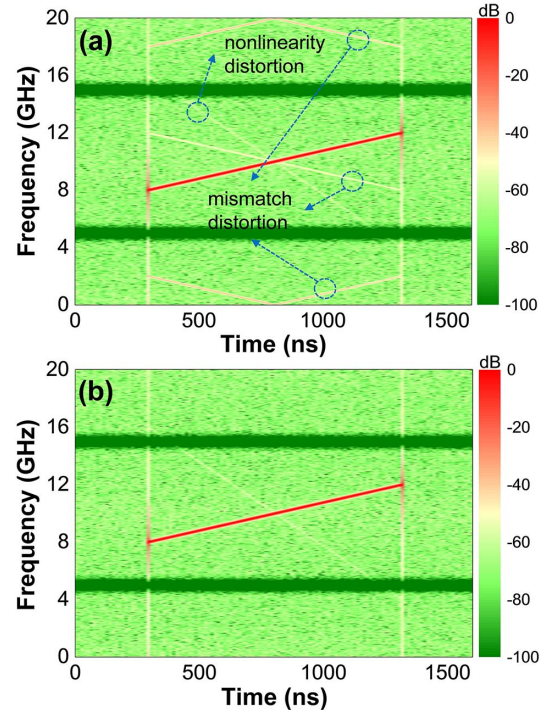 dB
20
(a)
nonlinearity
distortion
0
16
-20
12
-40
Frequency (GHz)
8
mismatch
distortion
-60
4
-80
0
-100
0
500
1000
1500
Time (ns)
dB
20
(b)
0
16
-20
12
-40
Frequency (GHz)
8
-60
4
-80
0
-100
0
500
1000
1500
Time (ns)